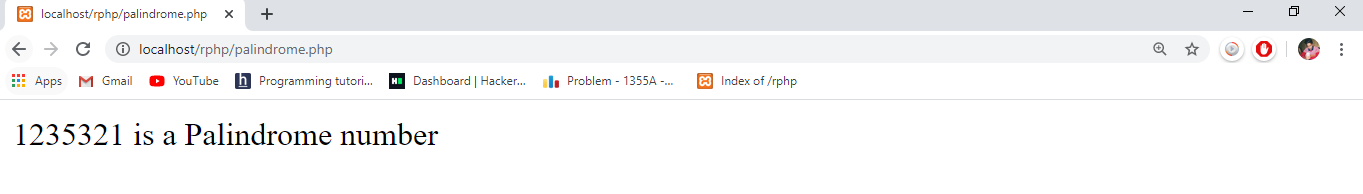 localhost/rphp/palindrome.php
localhost/rphp/palindrome.php
Apps Gmail YouTube h Programming tutori... H Dashboard | Hacker... Problem - 1355A -... Index of /rphp
1235321 is a Palindrome number